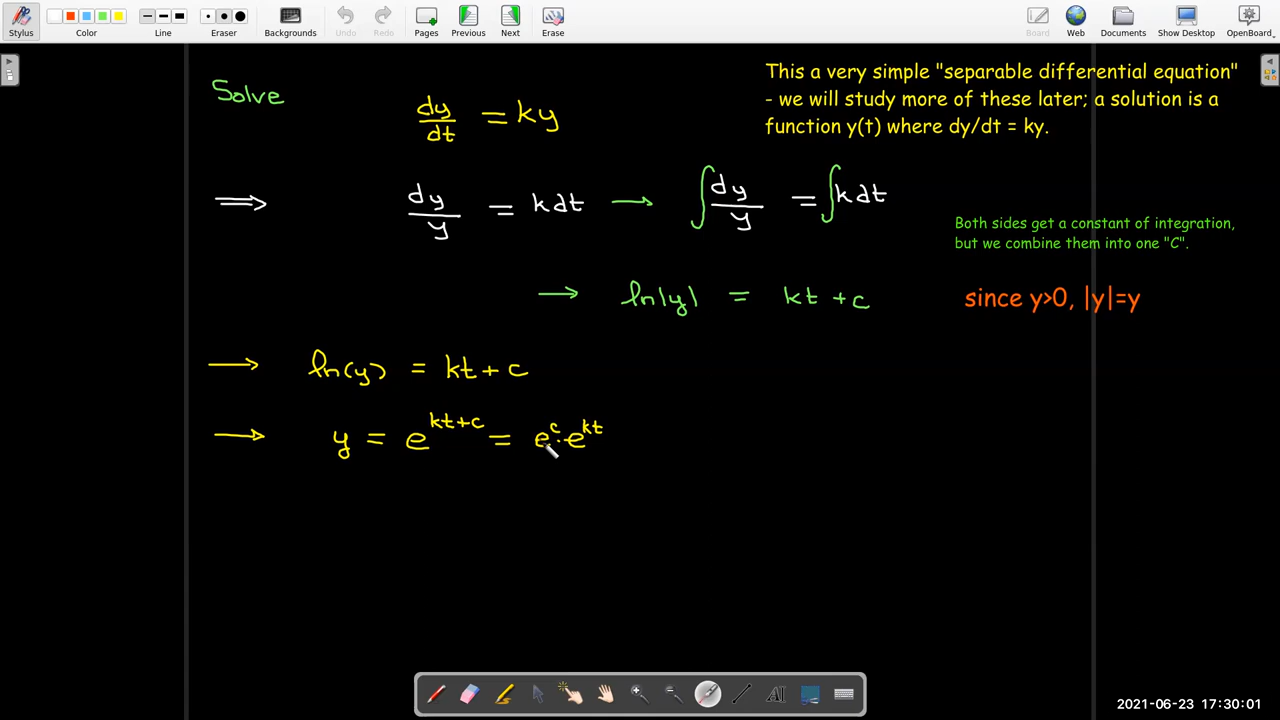 Stylus Color Line Eraser Backgrounds Undo Redo Pages Previous Next Erase Board Web Documents Show Desktop OpenBoard
Solve
dy/dt = ky
This a very simple "separable differential equation"
- we will study more of these later; a solution is a
function y(t) where dy/dt = ky.
⟹ dy/y = kdt → ∫dy/y = ∫kdt
Both sides get a constant of integration,
but we combine them into one "C".
→ ln|y| = kt + c
since y>0, |y|=y
→ ln(y) = kt + c
→ y = e^{kt+c} = e^c · e^{kt}
AI
2021-06-23 17:30:01